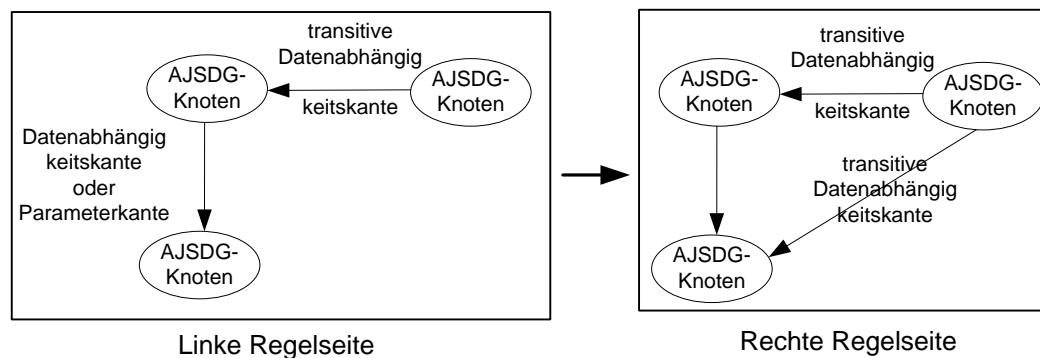 transitive
Datenabhängig
keitskante
AJSDG-
Knoten
AJSDG-
Knoten
Datenabhängig
keitskante
oder
Parameterkante
AJSDG-
Knoten
Linke Regelseite
transitive
Datenabhängig
keitskante
AJSDG-
Knoten
AJSDG-
Knoten
transitive
Datenabhängig
keitskante
AJSDG-
Knoten
Rechte Regelseite